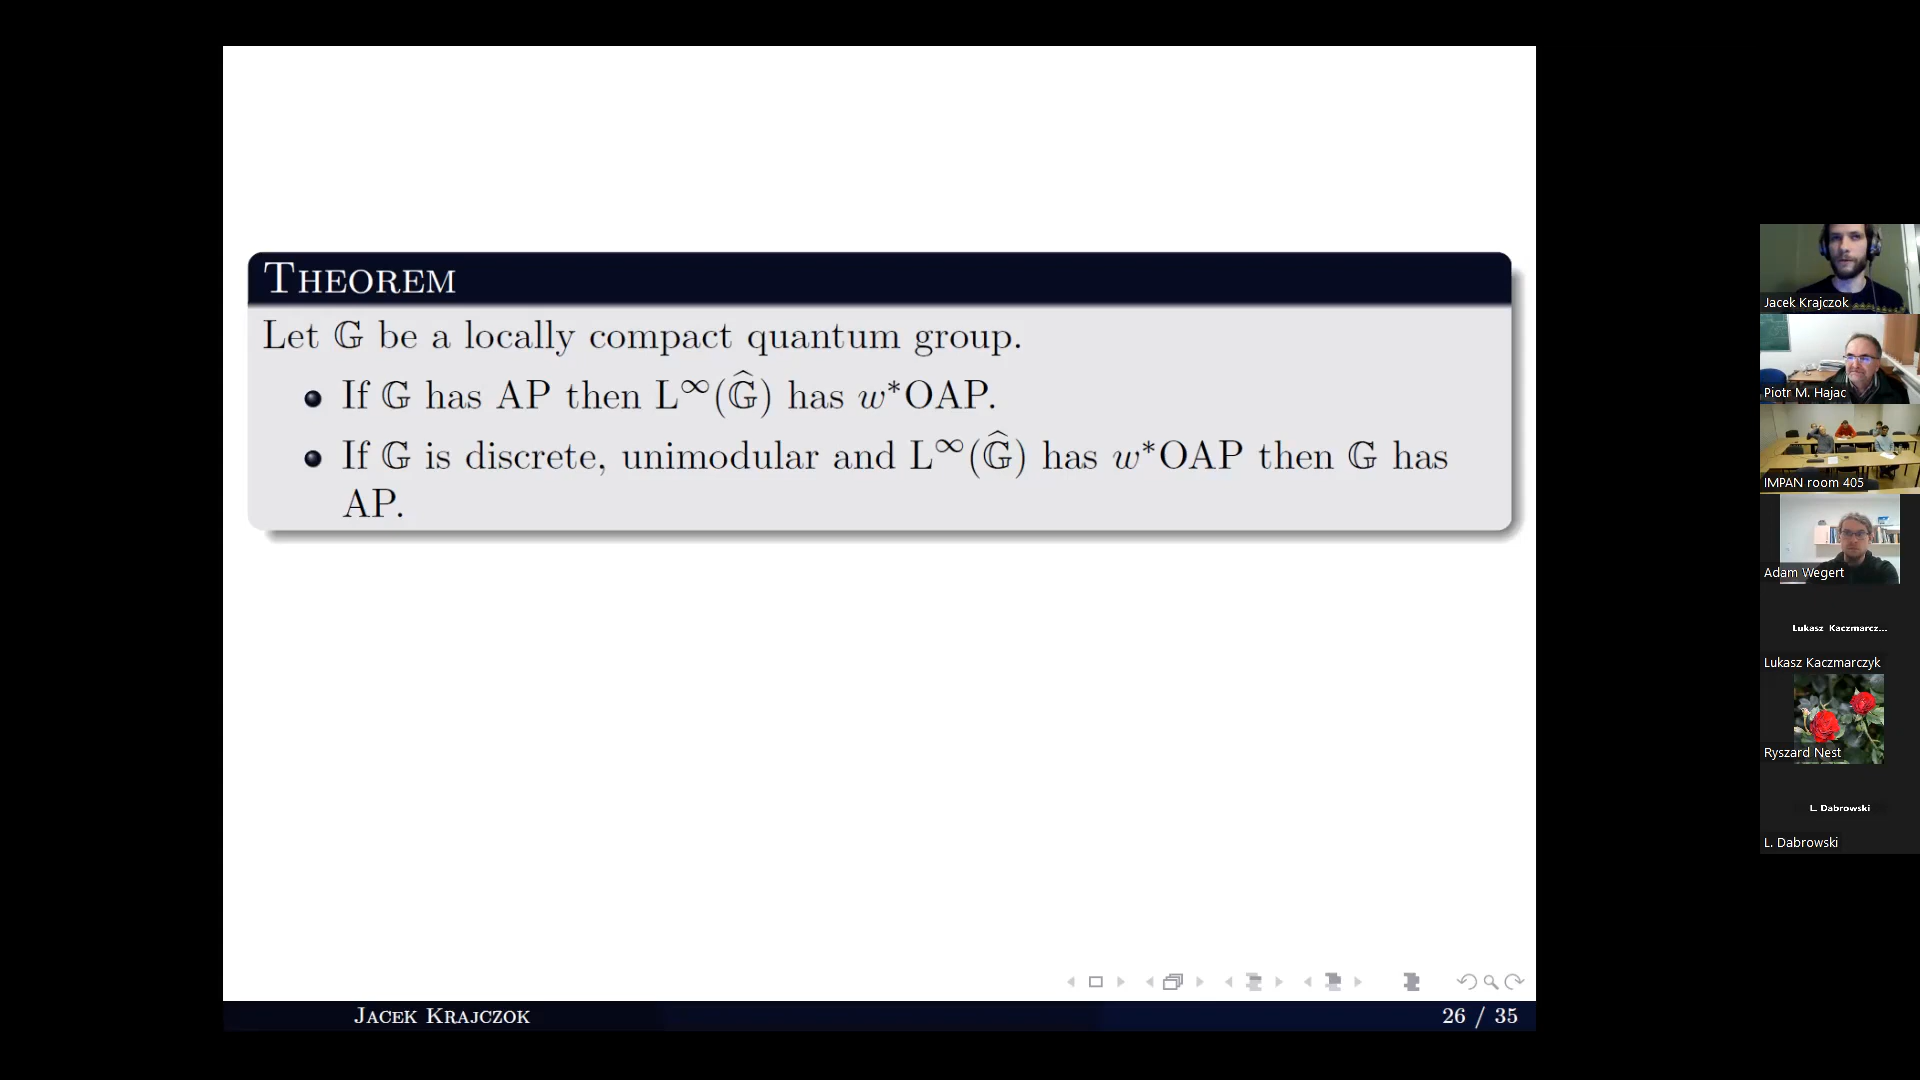 THEOREM
Let 𝔾 be a locally compact quantum group.
• If 𝔾 has AP then L^∞(\widehat{𝔾}) has w*OAP.
• If 𝔾 is discrete, unimodular and L^∞(\widehat{𝔾}) has w*OAP then 𝔾 has
AP.
JACEK KRAJCZOK
26 / 35
Jacek Krajczok
Piotr M. Hajac
IMPAN room 405
Adam Wegert
Lukasz Kaczmarcz...
Lukasz Kaczmarczyk
Ryszard Nest
L. Dabrowski
L. Dabrowski